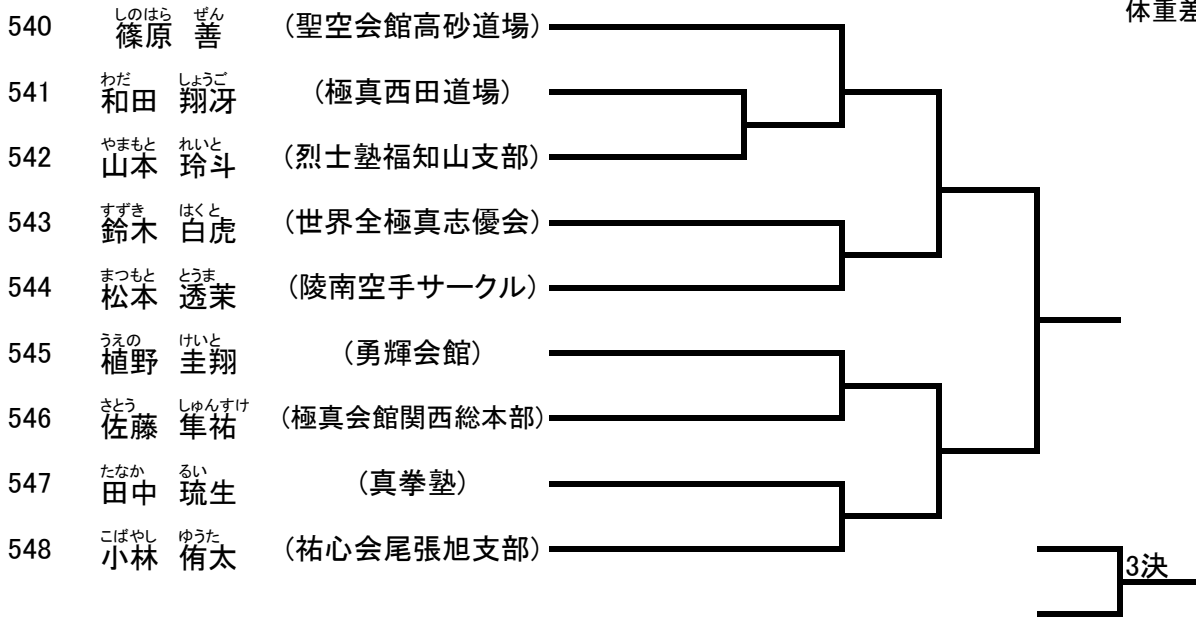 体重差
しのはら ぜん
540 篠原 善 (聖空会館高砂道場)
わだ しょうご
541 和田 翔冴 (極真西田道場)
やまもと れいと
542 山本 玲斗 (烈士塾福知山支部)
すずき はくと
543 鈴木 白虎 (世界全極真志優会)
まつもと とうま
544 松本 透茉 (陵南空手サークル)
うえの けいと
545 植野 圭翔 (勇輝会館)
さとう しゅんすけ
546 佐藤 隼祐 (極真会館関西総本部)
たなか るい
547 田中 琉生 (真拳塾)
こばやし ゆうた
548 小林 侑太 (祐心会尾張旭支部)
3決